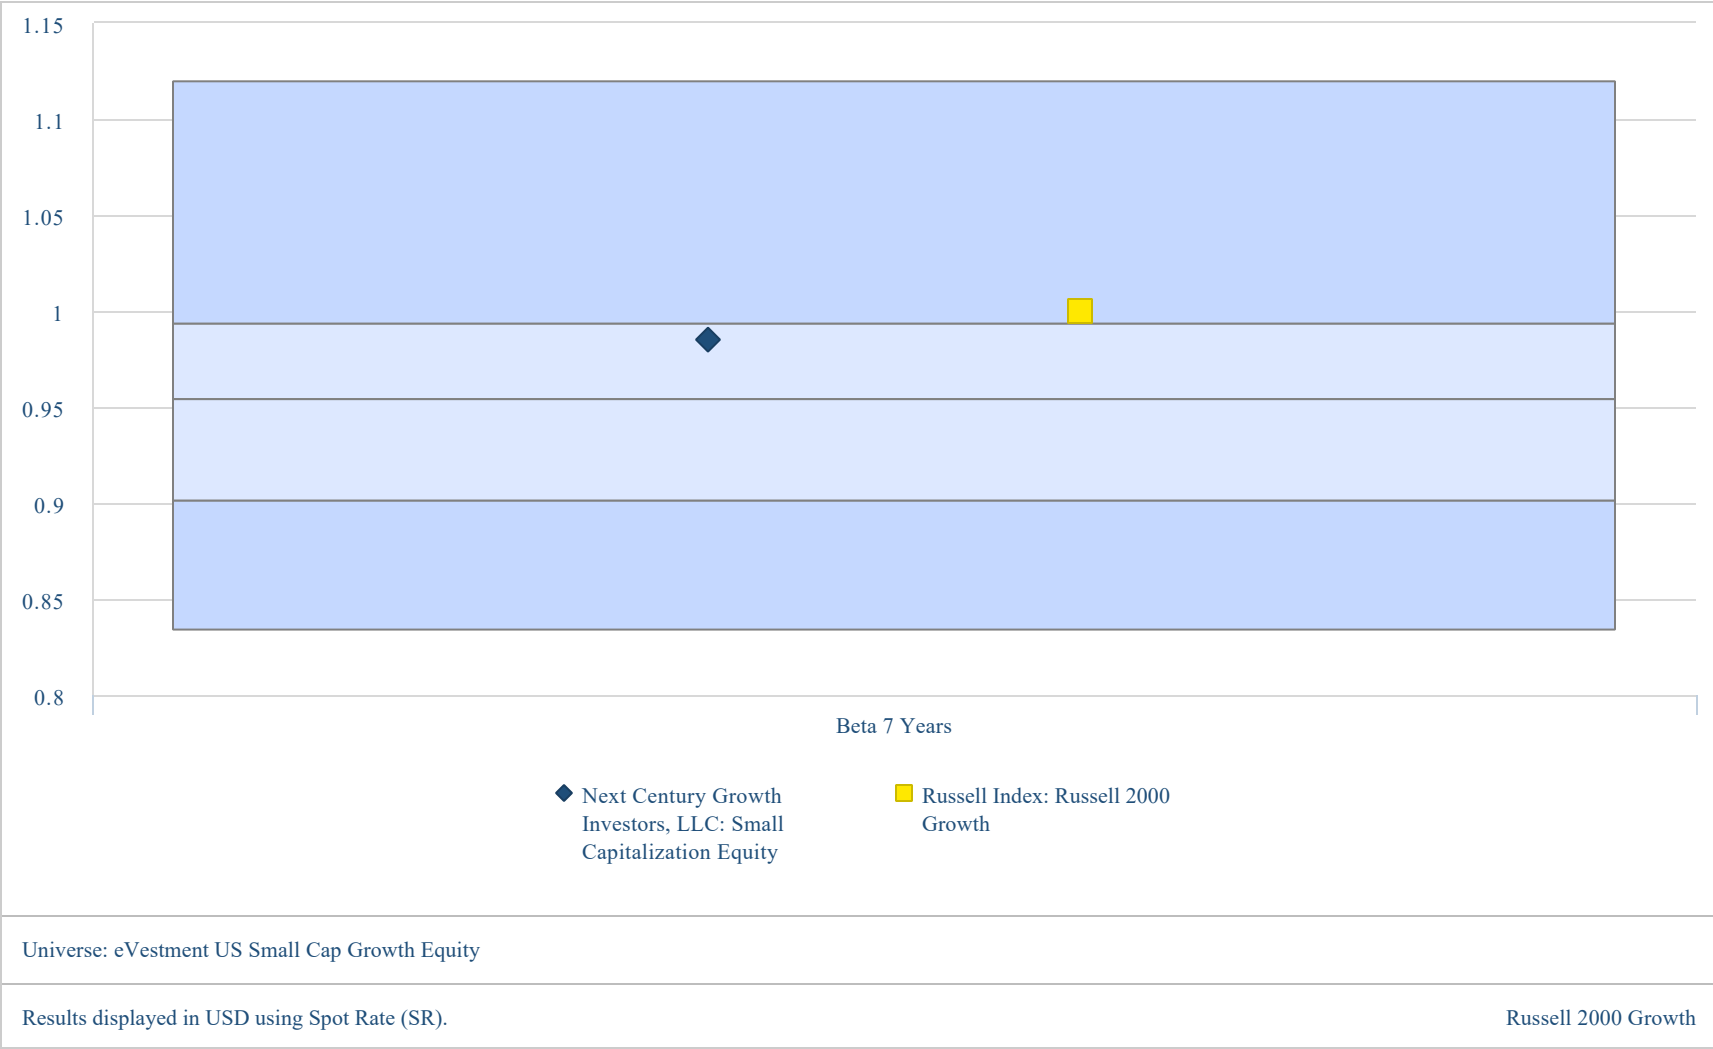 1.15
1.1
1.05
1
0.95
0.9
0.85
0.8
Beta 7 Years
Next Century Growth
Investors, LLC: Small
Capitalization Equity
Russell Index: Russell 2000
Growth
Universe: eVestment US Small Cap Growth Equity
Results displayed in USD using Spot Rate (SR).
Russell 2000 Growth